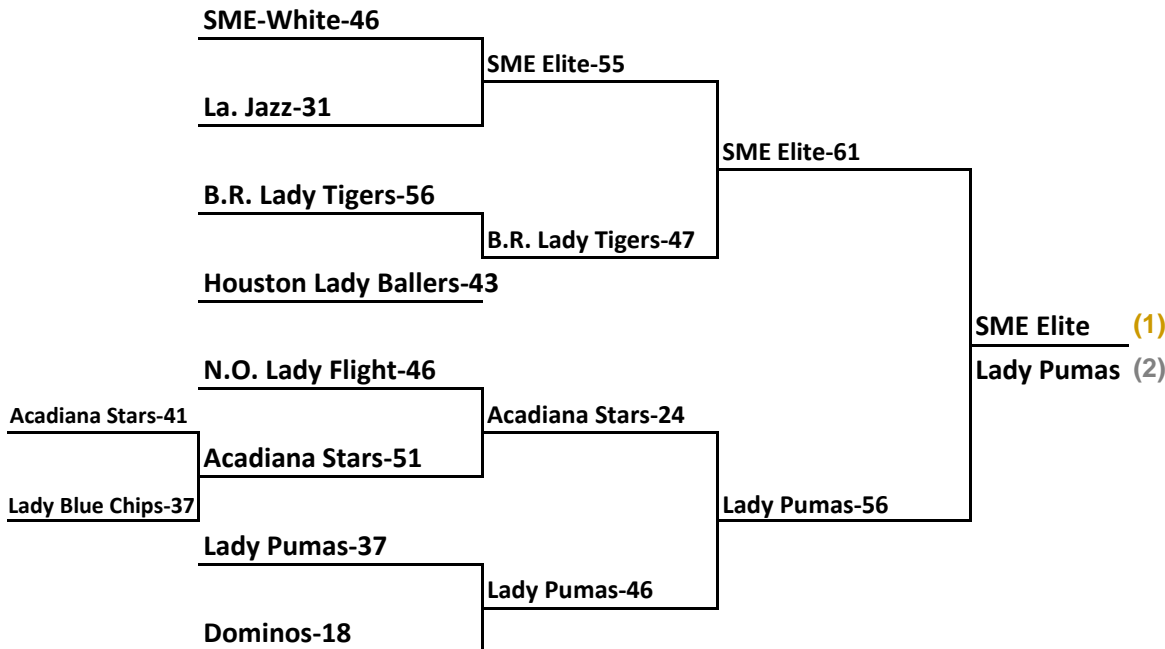 SME-White-46
SME Elite-55
La. Jazz-31
SME Elite-61
B.R. Lady Tigers-56
B.R. Lady Tigers-47
Houston Lady Ballers-43
SME Elite (1)
Lady Pumas (2)
N.O. Lady Flight-46
Acadiana Stars-41
Acadiana Stars-24
Acadiana Stars-51
Lady Blue Chips-37
Lady Pumas-56
Lady Pumas-37
Lady Pumas-46
Dominos-18